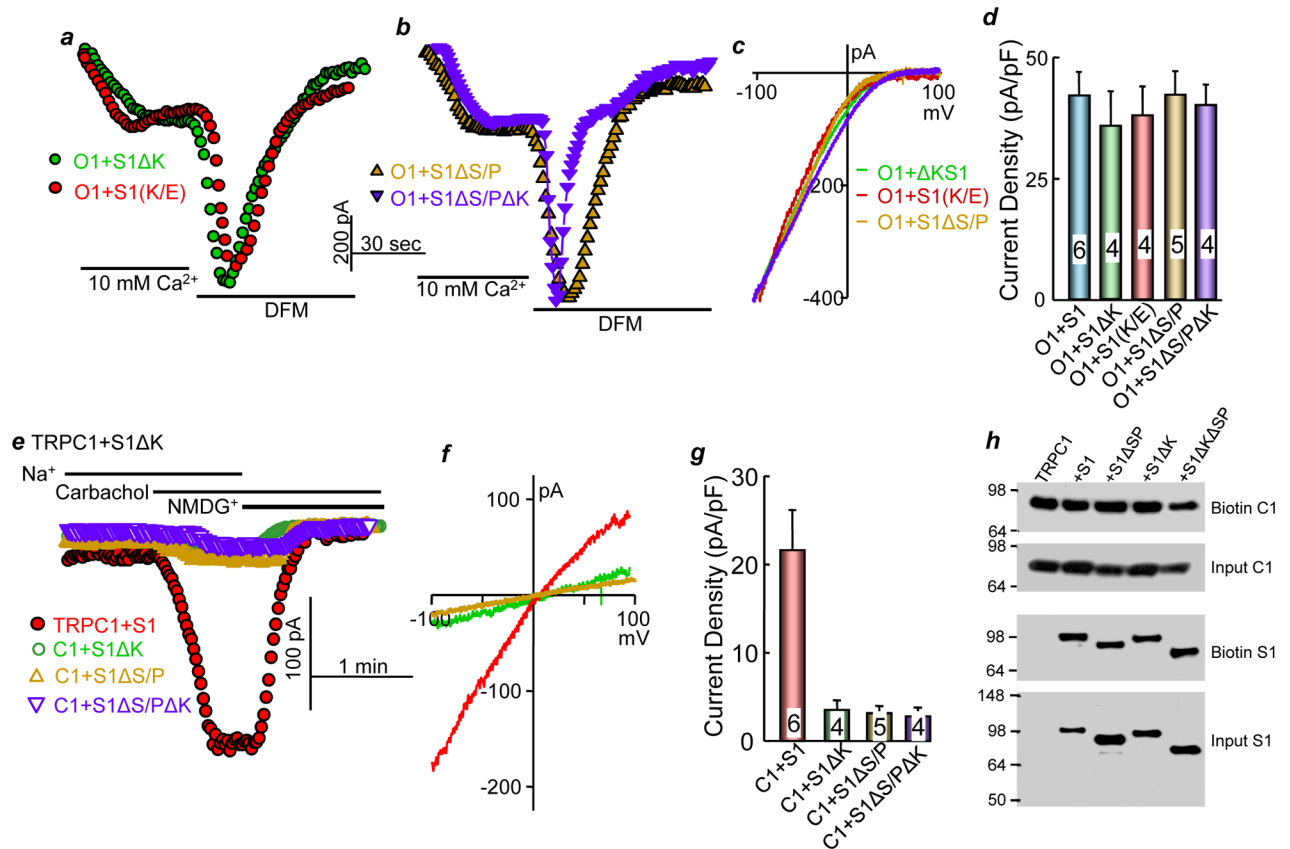 a
O1+S1ΔK
O1+S1(K/E)
200 pA
30 sec
10 mM Ca²⁺
DFM
b
O1+S1ΔS/P
O1+S1ΔS/PΔK
10 mM Ca²⁺
DFM
c
pA
-100
100
mV
-200
-400
O1+ΔKS1
O1+S1(K/E)
O1+S1ΔS/P
d
Current Density (pA/pF)
50
25
0
6
4
4
5
4
O1+S1
O1+S1ΔK
O1+S1(K/E)
O1+S1ΔS/P
O1+S1ΔS/PΔK
e TRPC1+S1ΔK
Na⁺
Carbachol
NMDG⁺
TRPC1+S1
C1+S1ΔK
C1+S1ΔS/P
C1+S1ΔS/PΔK
100 pA
1 min
f
100
pA
-100
100
mV
-100
-200
g
Current Density (pA/pF)
30
20
10
0
6
4
5
4
C1+S1
C1+S1ΔK
C1+S1ΔS/P
C1+S1ΔS/PΔK
h
TRPC1
+S1
+S1ΔSP
+S1ΔK
+S1ΔKΔSP
98
64
Biotin C1
98
64
Input C1
98
64
Biotin S1
148
98
64
50
Input S1